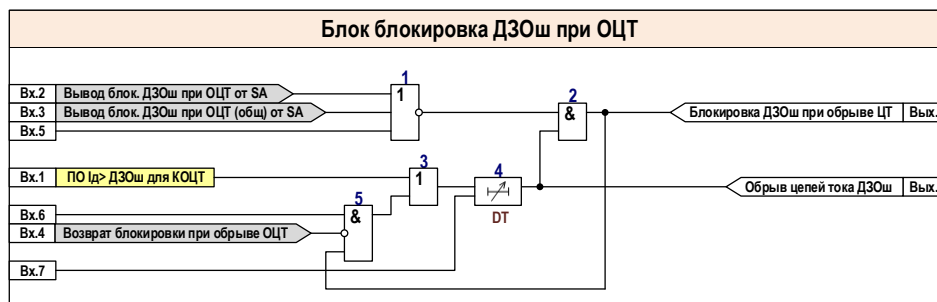 Блок блокировка ДЗОш при ОЦТ
1
Вх.2 Вывод блок. ДЗОш при ОЦТ от SA
1
2
Вх.3 Вывод блок. ДЗОш при ОЦТ (общ) от SA
&
Блокировка ДЗОш при обрыве ЦТ Вых.
Вх.5
3
Вх.1 ПО Iд> ДЗОш для КОЦТ
1
4
Обрыв цепей тока ДЗОш Вых.
5
Вх.6
&
DT
Вх.4 Возврат блокировки при обрыве ОЦТ
Вх.7